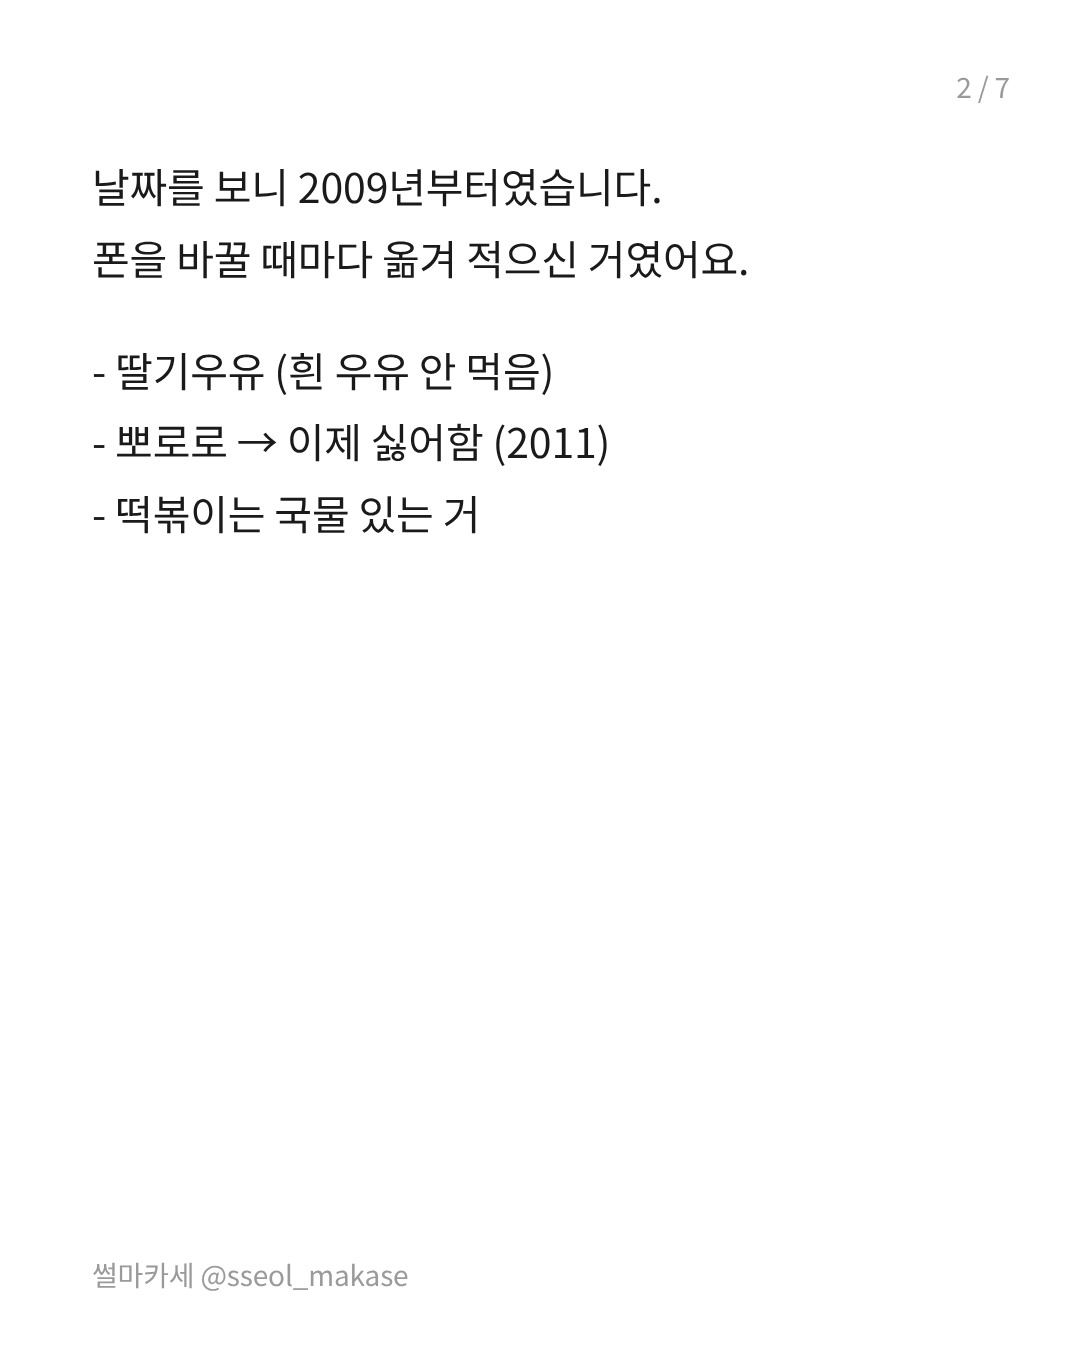 2 / 7
날짜를 보니 2009년부터였습니다.
폰을 바꿀 때마다 옮겨 적으신 거였어요.
- 딸기우유 (흰 우유 안 먹음)
- 뽀로로 → 이제 싫어함 (2011)
- 떡볶이는 국물 있는 거
썰마카세 @sseol_makase